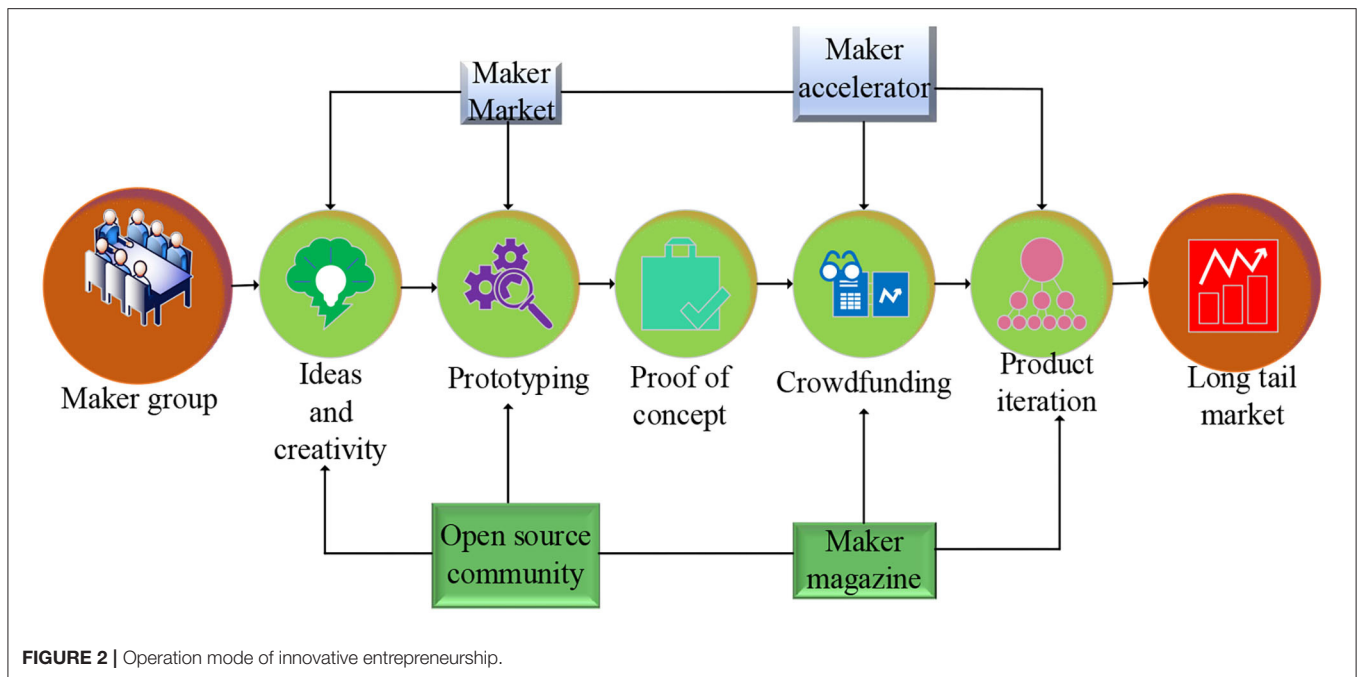 Maker
Market
Maker
accelerator
Maker group
Ideas
and
creativity
Prototyping
Proof of
concept
Crowdfunding
Product
iteration
Long tail
market
Open source
community
Maker
magazine
FIGURE 2 | Operation mode of innovative entrepreneurship.